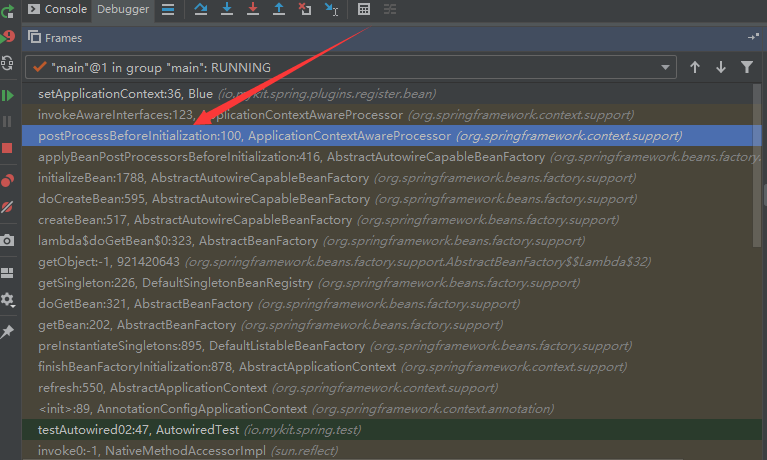 Console Debugger
Frames
"main"@1 in group "main": RUNNING
setApplicationContext:36, Blue (io.mykit.spring.plugins.register.bean)
invokeAwareInterfaces:123, ApplicationContextAwareProcessor (org.springframework.context.support)
postProcessBeforeInitialization:100, ApplicationContextAwareProcessor (org.springframework.context.support)
applyBeanPostProcessorsBeforeInitialization:416, AbstractAutowireCapableBeanFactory (org.springframework.beans.factory.
initializeBean:1788, AbstractAutowireCapableBeanFactory (org.springframework.beans.factory.support)
doCreateBean:595, AbstractAutowireCapableBeanFactory (org.springframework.beans.factory.support)
createBean:517, AbstractAutowireCapableBeanFactory (org.springframework.beans.factory.support)
lambda$doGetBean$0:323, AbstractBeanFactory (org.springframework.beans.factory.support)
getObject:-1, 921420643 (org.springframework.beans.factory.support.AbstractBeanFactory$$Lambda$32)
getSingleton:226, DefaultSingletonBeanRegistry (org.springframework.beans.factory.support)
doGetBean:321, AbstractBeanFactory (org.springframework.beans.factory.support)
getBean:202, AbstractBeanFactory (org.springframework.beans.factory.support)
preInstantiateSingletons:895, DefaultListableBeanFactory (org.springframework.beans.factory.support)
finishBeanFactoryInitialization:878, AbstractApplicationContext (org.springframework.context.support)
refresh:550, AbstractApplicationContext (org.springframework.context.support)
<init>:89, AnnotationConfigApplicationContext (org.springframework.context.annotation)
testAutowired02:47, AutowiredTest (io.mykit.spring.test)
invoke0:-1, NativeMethodAccessorImpl (sun.reflect)